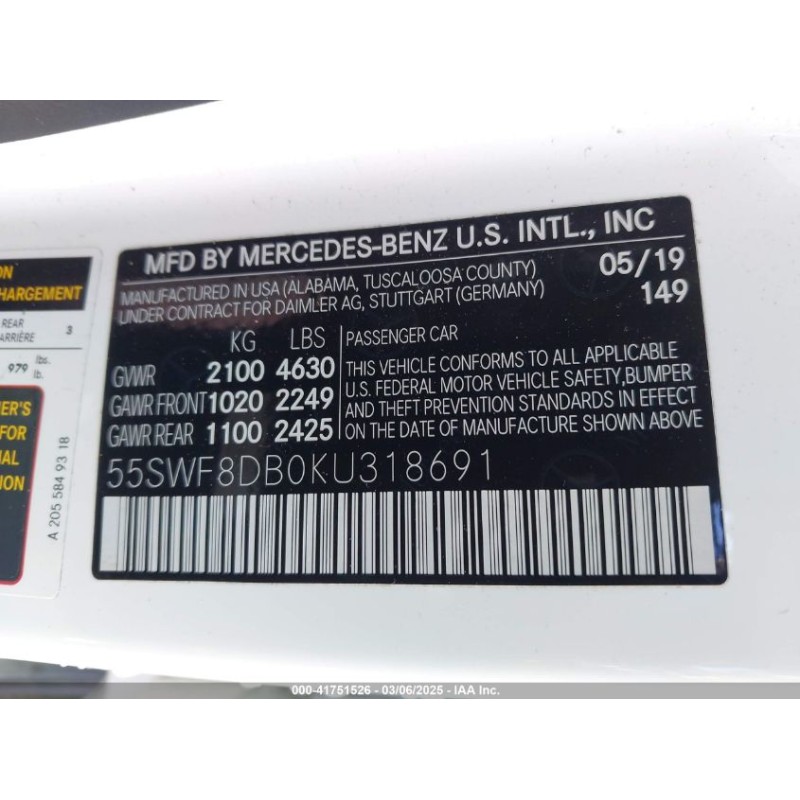 MFD BY MERCEDES-BENZ U.S. INTL., INC
MANUFACTURED IN USA (ALABAMA, TUSCALOOSA COUNTY) 05/19
UNDER CONTRACT FOR DAIMLER AG, STUTTGART (GERMANY) 149
KG LBS PASSENGER CAR
GVWR 2100 4630
GAWR FRONT 1020 2249
GAWR REAR 1100 2425
THIS VEHICLE CONFORMS TO ALL APPLICABLE
U.S. FEDERAL MOTOR VEHICLE SAFETY, BUMPER
AND THEFT PREVENTION STANDARDS IN EFFECT
ON THE DATE OF MANUFACTURE SHOWN ABOVE
55SWF8DB0KU318691
ON
HARGEMENT
REAR 3
ARRIÈRE
979 lbs.
lb.
ER'S
FOR
AL
ION
A 205 584 93 18
000-41751526 - 03/06/2025 - IAA Inc.